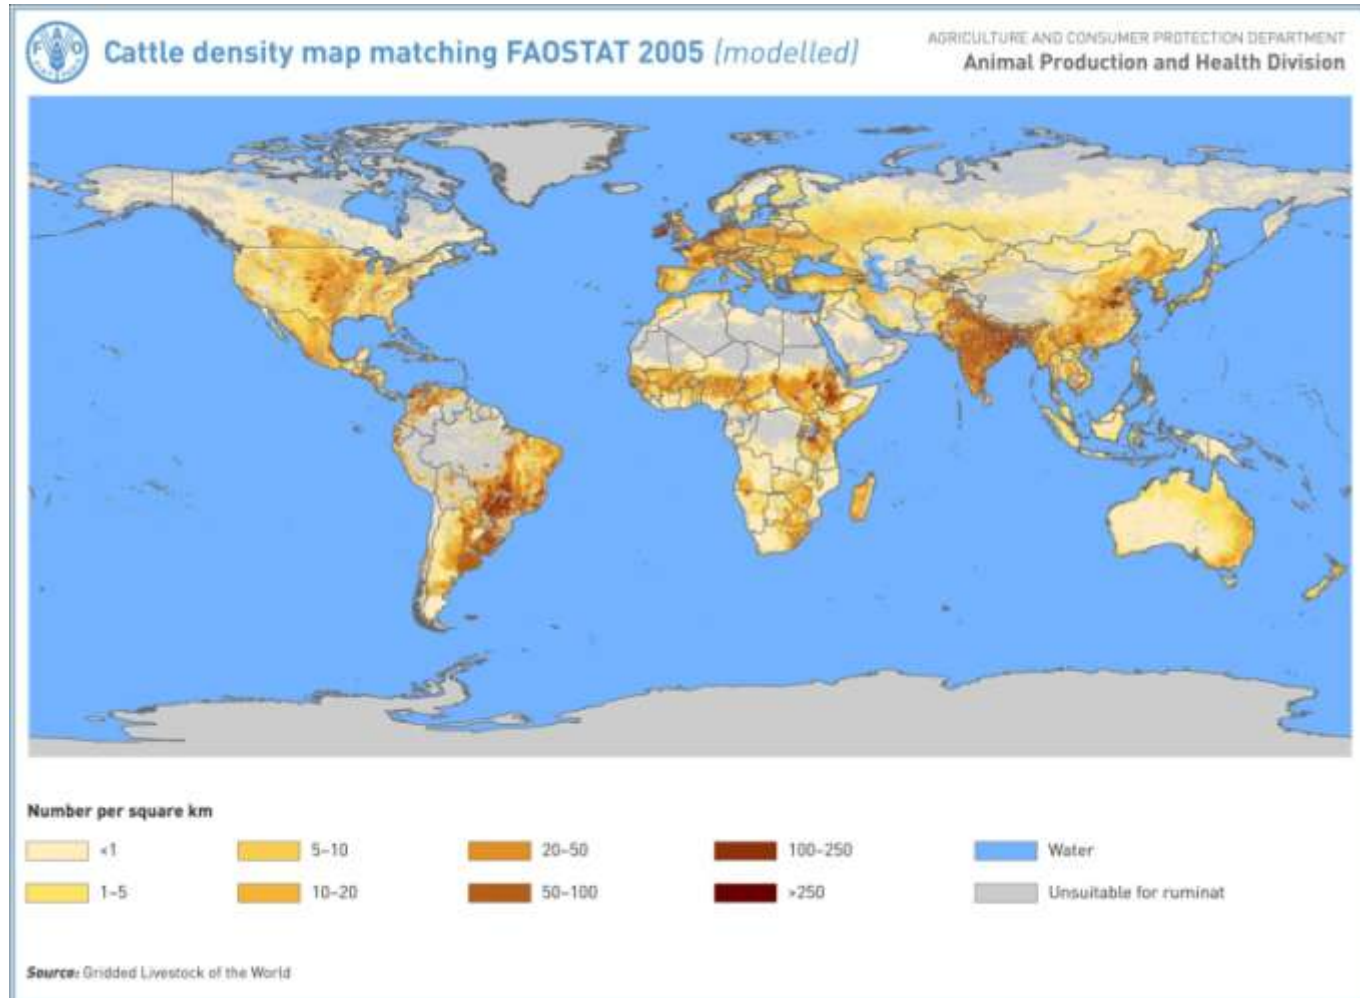 F A O
Cattle density map matching FAOSTAT 2005 (modelled)
AGRICULTURE AND CONSUMER PROTECTION DEPARTMENT
Animal Production and Health Division
Number per square km
<1
5–10
20–50
100–250
Water
1–5
10–20
50–100
>250
Unsuitable for ruminat
Source: Gridded Livestock of the World